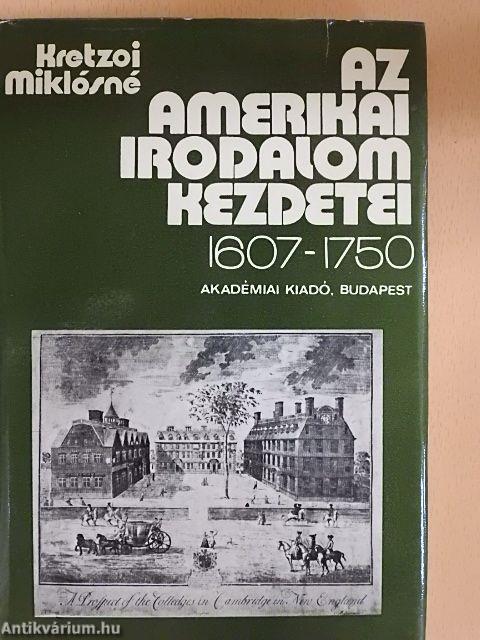 Kretzoi
Miklósné
AZ
AMERIKAI
IRODALOM
KEZDETEI
1607-1750
AKADÉMIAI KIADÓ, BUDAPEST
A Prospect of the Colledges in Cambridge in New England
Antikvárium.hu